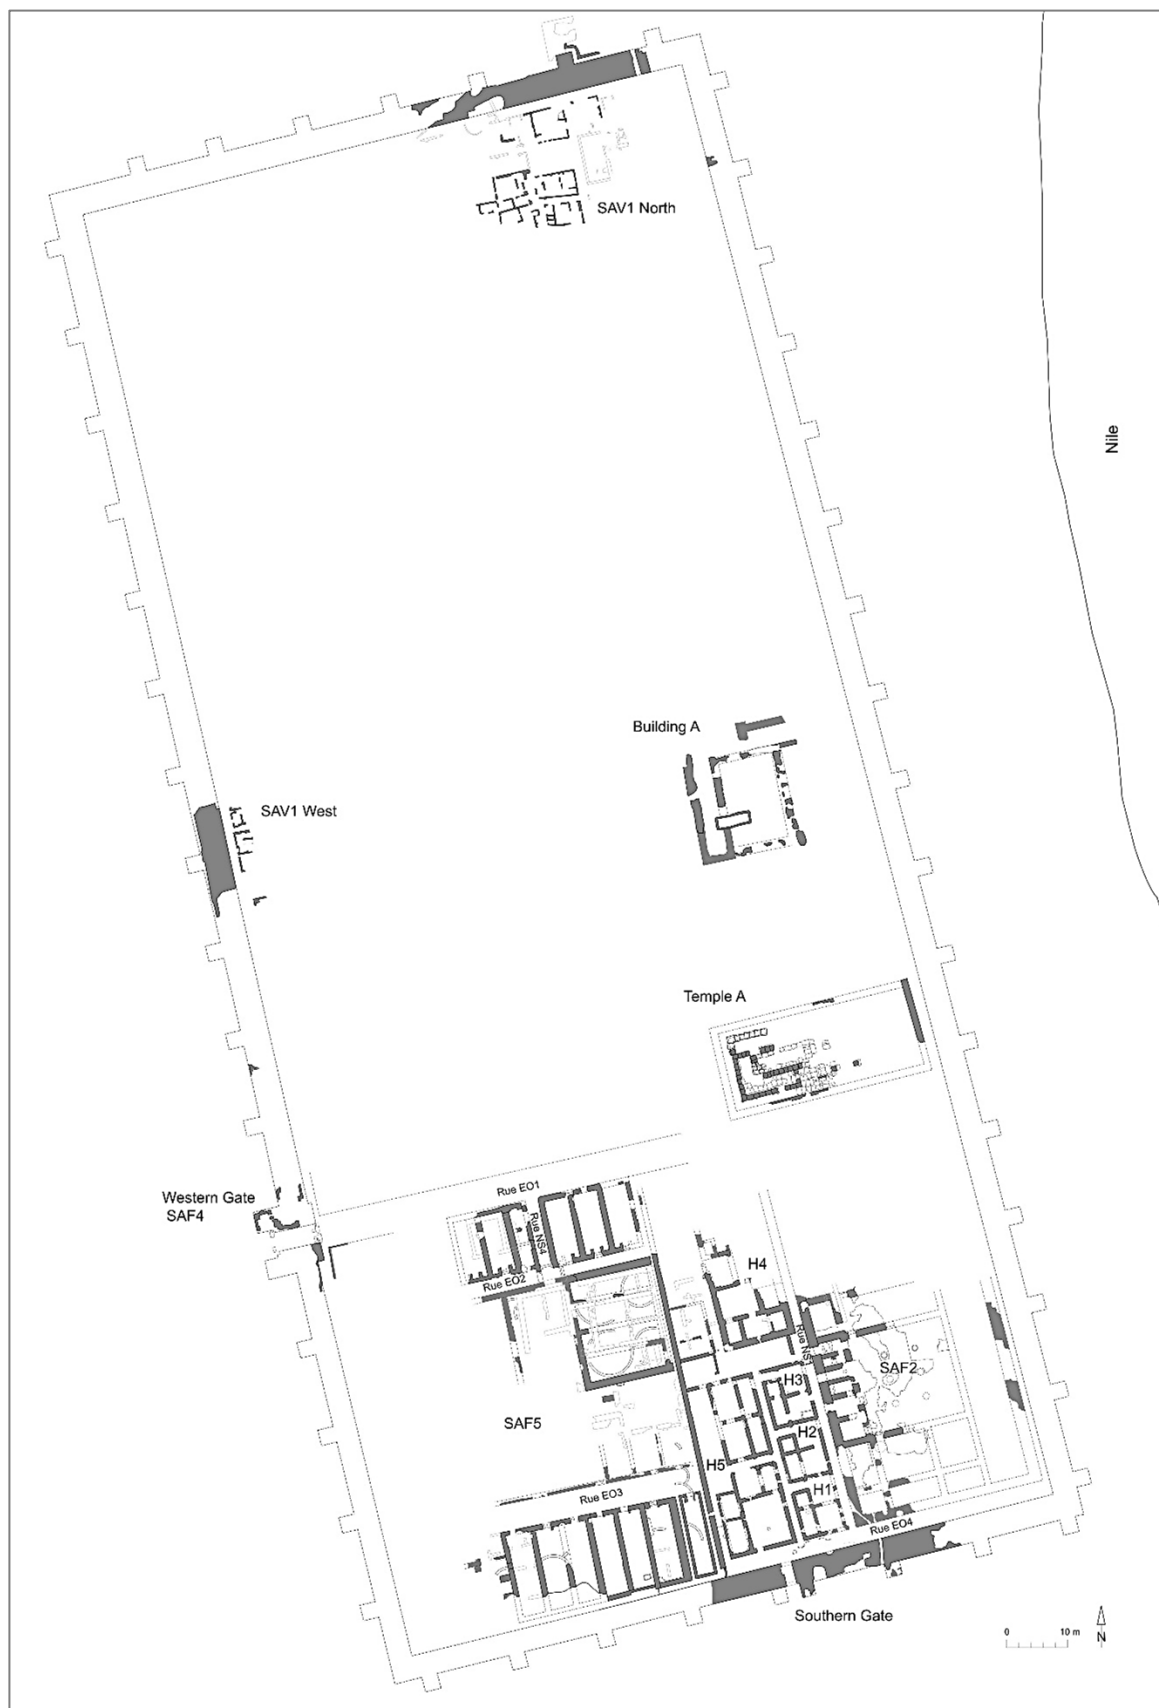 SAV1 North
Nile
Building A
SAV1 West
Temple A
Western Gate
SAF4
Rue EO1
Rue NS4
Rue EO2
H4
Rue NS1
SAF2
H3
SAF5
H2
H5
H1
Rue EO3
Rue EO4
Southern Gate
0 10 m
N